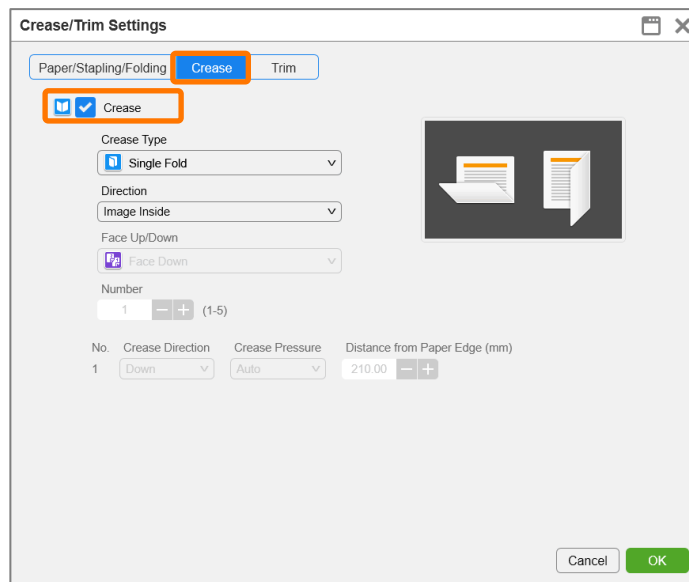 Crease/Trim Settings
Paper/Stapling/Folding Crease Trim
Crease
Crease Type
Single Fold
Direction
Image Inside
Face Up/Down
Face Down
Number
1 (1-5)
No. Crease Direction Crease Pressure Distance from Paper Edge (mm)
1 Down Auto 210.00
Cancel OK